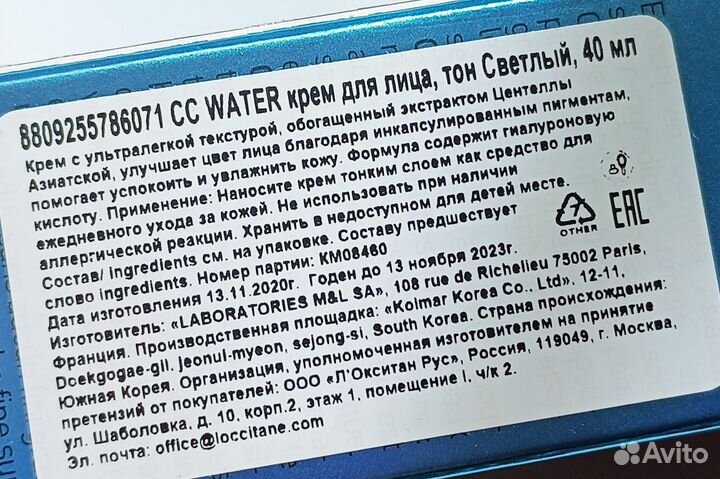 8809255786071 CC WATER крем для лица, тон Светлый, 40 мл
Крем с ультралегкой текстурой, обогащенный экстрактом Центеллы
Азиатской, улучшает цвет лица благодаря инкапсулированным пигментам,
помогает успокоить и увлажнить кожу. Формула содержит гиалуроновую
кислоту. Применение: Наносите крем тонким слоем как средство для
ежедневного ухода за кожей. Не использовать при наличии
аллергической реакции. Хранить в недоступном для детей месте.
Состав/ ingredients см. на упаковке. Составу предшествует
слово ingredients. Номер партии: KM08460
Дата изготовления 13.11.2020г. Годен до 13 ноября 2023г.
Изготовитель: «LABORATORIES M&L SA», 108 rue de Richelieu 75002 Paris,
Франция. Производственная площадка: «Kolmar Korea Co., Ltd», 12-11,
Doekgogae-gil. jeonul-myeon, sejong-si, South Korea. Страна происхождения:
Южная Корея. Организация, уполномоченная изготовителем на принятие
претензий от покупателей: ООО «Л'Окситан Рус», Россия, 119049, г. Москва,
ул. Шаболовка, д. 10, корп.2, этаж 1, помещение I, ч/к 2.
Эл. почта: office@loccitane.com
OTHER
EAC
Avito